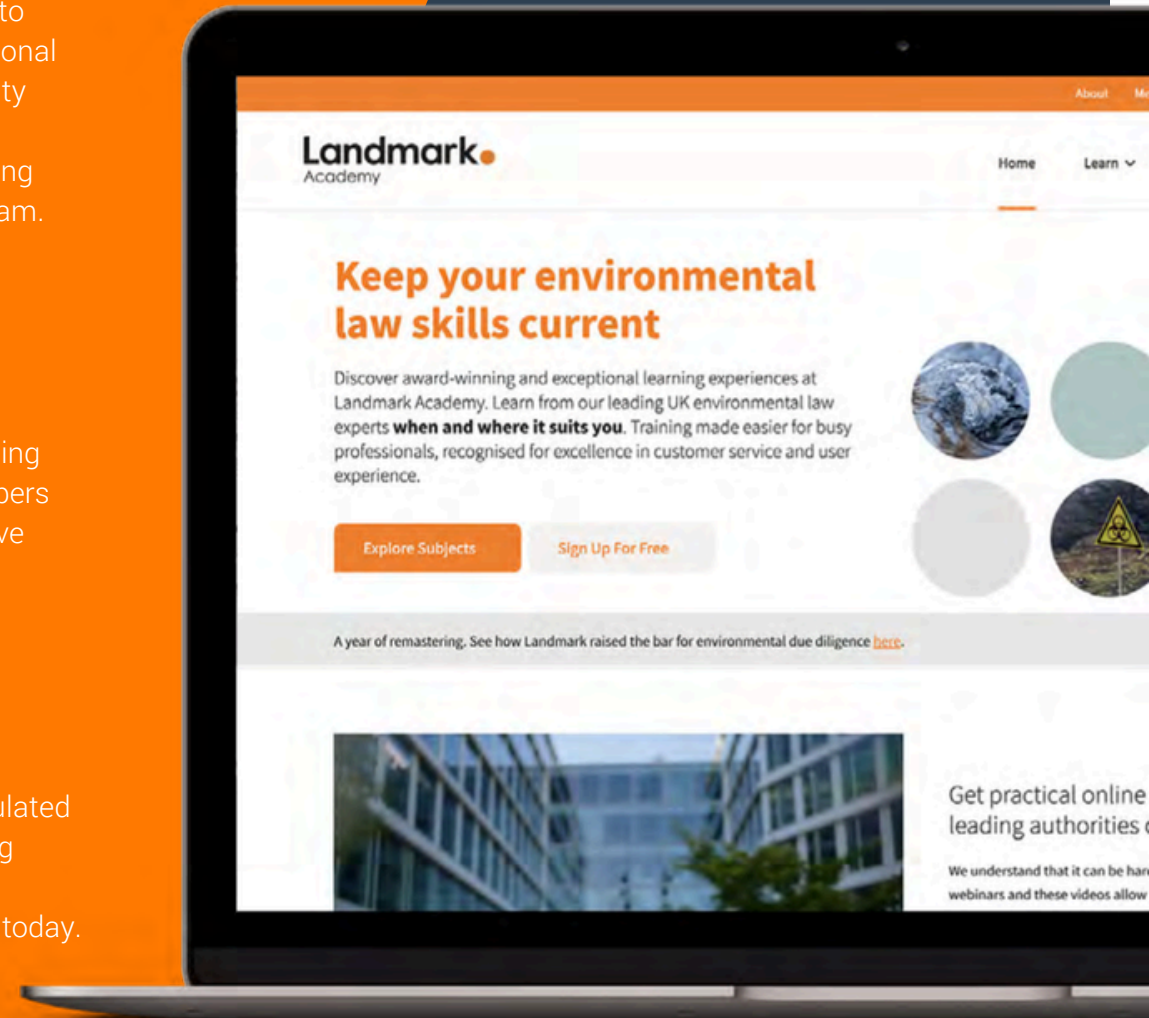 to
onal
ty
ng
am.
ing
pers
ve
ulated
g
today.
About
Landmark
Academy
Home Learn
Keep your environmental
law skills current
Discover award-winning and exceptional learning experiences at
Landmark Academy. Learn from our leading UK environmental law
experts when and where it suits you. Training made easier for busy
professionals, recognised for excellence in customer service and user
experience.
Explore Subjects Sign Up For Free
A year of remastering. See how Landmark raised the bar for environmental due diligence here.
Get practical online
leading authorities
We understand that it can be har
webinars and these videos allow